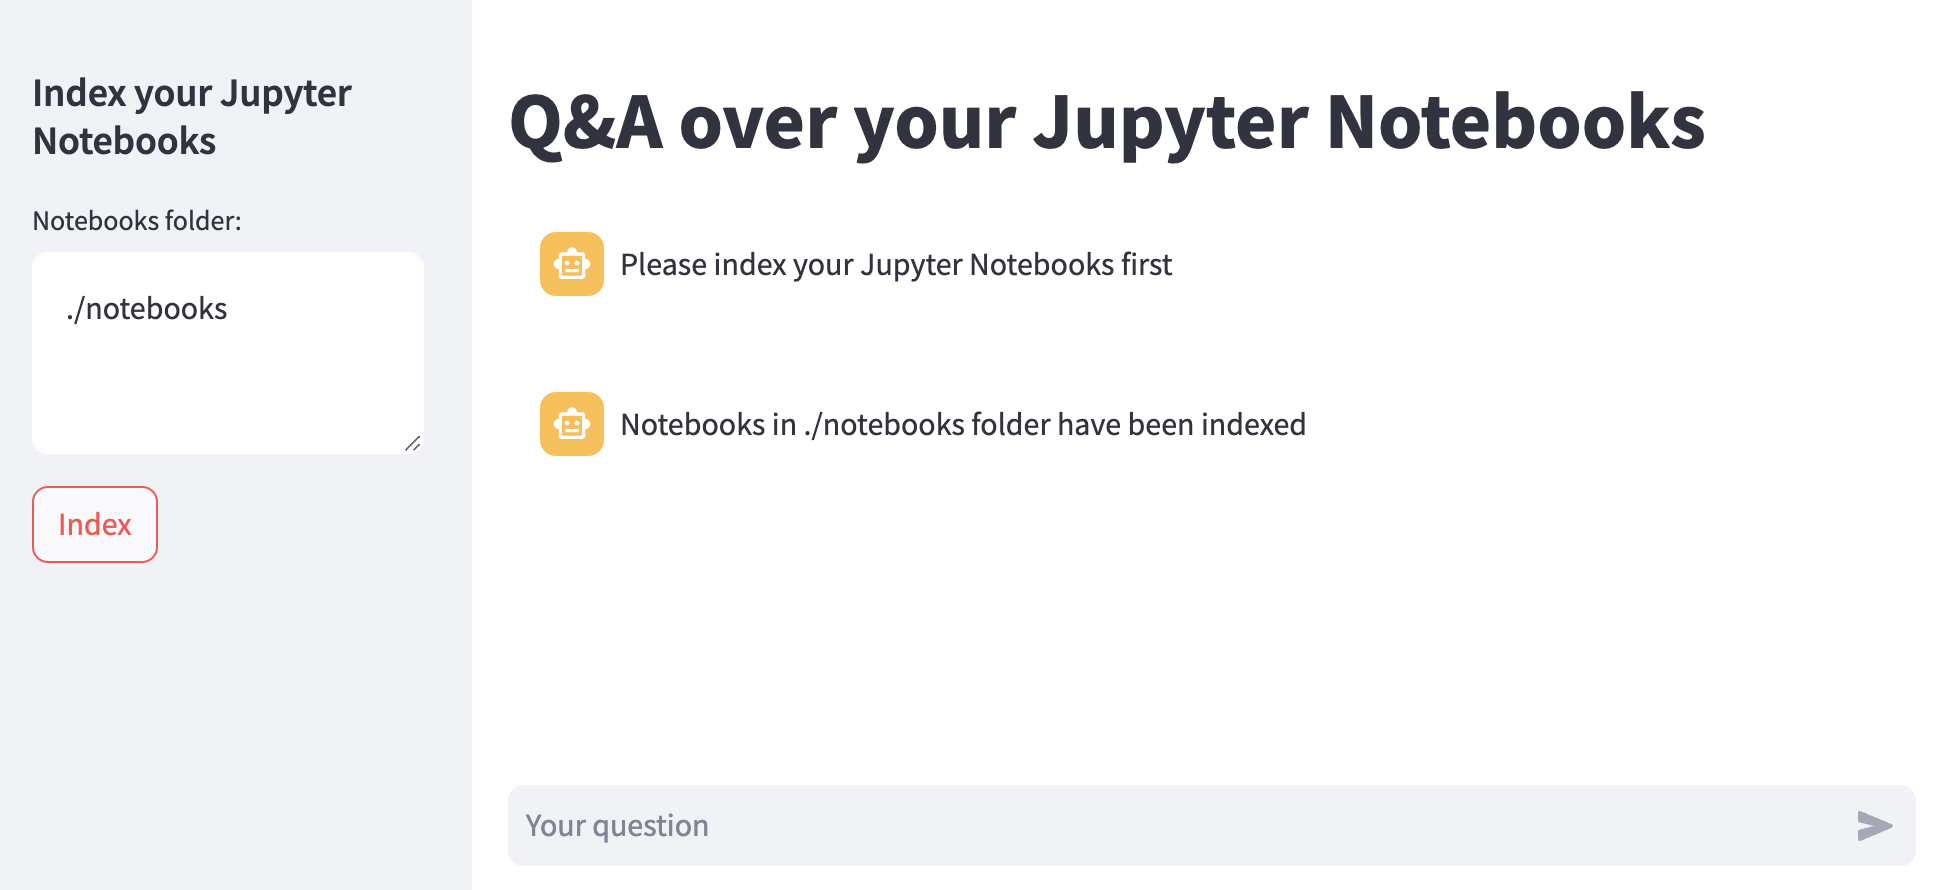 Index your Jupyter
Notebooks
Notebooks folder:
./notebooks
Index
Q&A over your Jupyter Notebooks
Please index your Jupyter Notebooks first
Notebooks in ./notebooks folder have been indexed
Your question